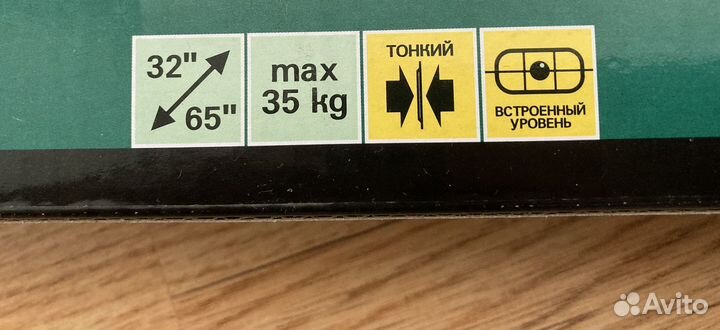 32"
65"
max
35 kg
ТОНКИЙ
ВСТРОЕННЫЙ
УРОВЕНЬ
Avito